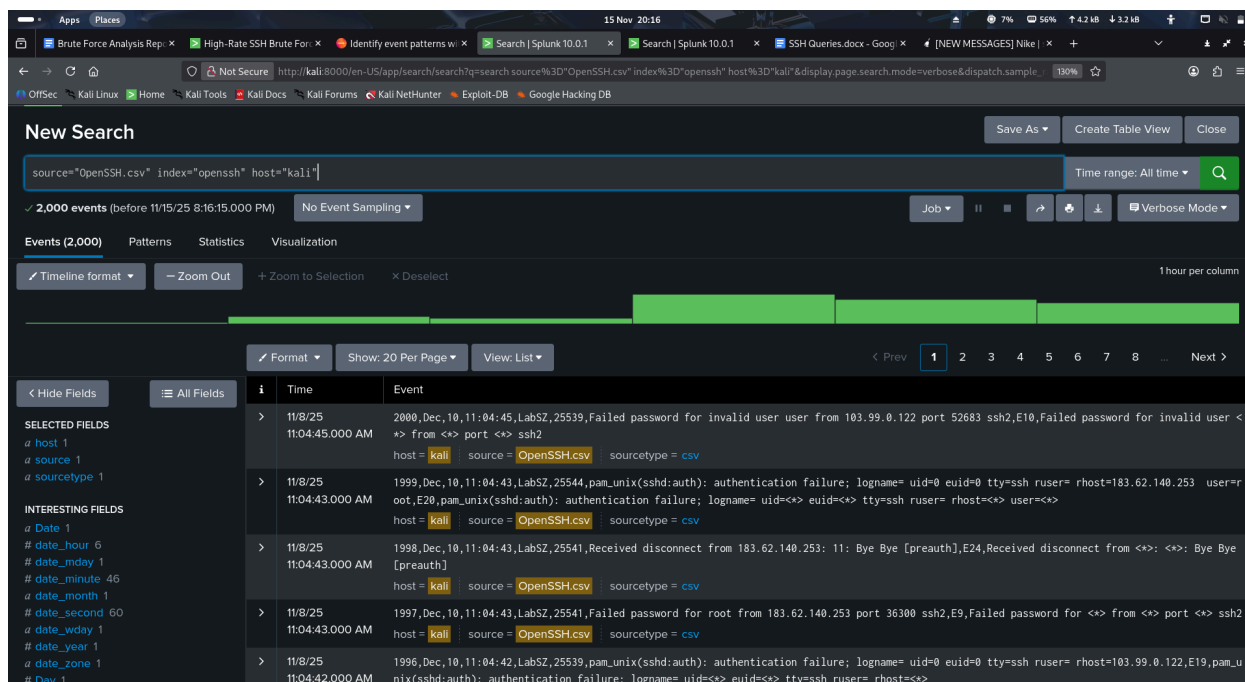 Apps Places
15 Nov 20:16
7% 56% ↑ 4.2 kB ↓ 3.2 kB
Brute Force Analysis Repo × High-Rate SSH Brute Forc × Identify event patterns wi × Search | Splunk 10.0.1 × Search | Splunk 10.0.1 × SSH Queries.docx - Googl × [NEW MESSAGES] Nike | × +
Not Secure http://kali:8000/en-US/app/search/search?q=search source%3D"OpenSSH.csv" index%3D"openssh" host%3D"kali"&display.page.search.mode=verbose&dispatch.sample_ 130%
OffSec Kali Linux Home Kali Tools Kali Docs Kali Forums Kali NetHunter Exploit-DB Google Hacking DB
New Search
Save As ▾ Create Table View Close
source="OpenSSH.csv" index="openssh" host="kali"
Time range: All time ▾
✓ 2,000 events (before 11/15/25 8:16:15.000 PM) No Event Sampling ▾
Job ▾ Verbose Mode ▾
Events (2,000) Patterns Statistics Visualization
Timeline format ▾ — Zoom Out + Zoom to Selection × Deselect
1 hour per column
Format ▾ Show: 20 Per Page ▾ View: List ▾
< Prev 1 2 3 4 5 6 7 8 ... Next >
< Hide Fields All Fields
i Time Event
SELECTED FIELDS
a host 1
a source 1
a sourcetype 1
INTERESTING FIELDS
a Date 1
# date_hour 6
# date_mday 1
# date_minute 46
a date_month 1
# date_second 60
a date_wday 1
# date_year 1
a date_zone 1
# Day 1
> 11/8/25
11:04:45.000 AM
2000,Dec,10,11:04:45,LabSZ,25539,Failed password for invalid user user from 103.99.0.122 port 52683 ssh2,E10,Failed password for invalid user <
*> from <*> port <*> ssh2
host = kali source = OpenSSH.csv sourcetype = csv
> 11/8/25
11:04:43.000 AM
1999,Dec,10,11:04:43,LabSZ,25544,pam_unix(sshd:auth): authentication failure; logname= uid=0 euid=0 tty=ssh ruser= rhost=183.62.140.253  user=r
oot,E20,pam_unix(sshd:auth): authentication failure; logname= uid=<*> euid=<*> tty=ssh ruser= rhost=<*> user=<*>
host = kali source = OpenSSH.csv sourcetype = csv
> 11/8/25
11:04:43.000 AM
1998,Dec,10,11:04:43,LabSZ,25541,Received disconnect from 183.62.140.253: 11: Bye Bye [preauth],E24,Received disconnect from <*>: <*>: Bye Bye
[preauth]
host = kali source = OpenSSH.csv sourcetype = csv
> 11/8/25
11:04:43.000 AM
1997,Dec,10,11:04:43,LabSZ,25541,Failed password for root from 183.62.140.253 port 36300 ssh2,E9,Failed password for <*> from <*> port <*> ssh2
host = kali source = OpenSSH.csv sourcetype = csv
> 11/8/25
11:04:42.000 AM
1996,Dec,10,11:04:42,LabSZ,25539,pam_unix(sshd:auth): authentication failure; logname= uid=0 euid=0 tty=ssh ruser= rhost=103.99.0.122,E19,pam_u
nix(sshd:auth): authentication failure; logname= uid=<*> euid=<*> tty=ssh ruser= rhost=<*>